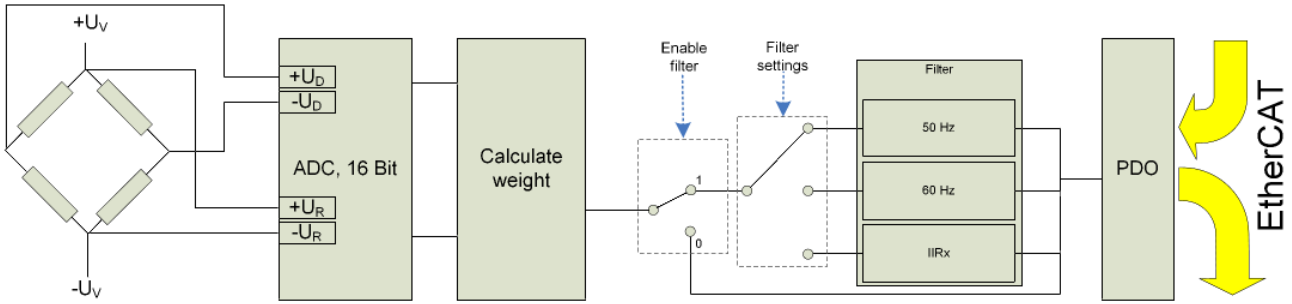 +UV
-UV
+UD
-UD
ADC, 16 Bit
+UR
-UR
Calculate
weight
Enable
filter
1
0
Filter
settings
Filter
50 Hz
60 Hz
IIRx
PDO
EtherCAT